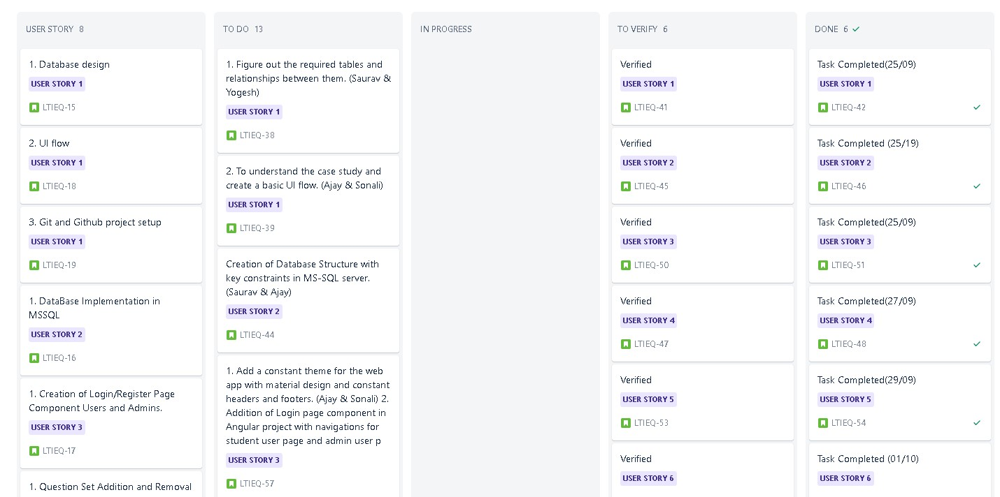 USER STORY 8
1. Database design
USER STORY 1
LTIEQ-15
2. UI flow
USER STORY 1
LTIEQ-18
3. Git and Github project setup
USER STORY 1
LTIEQ-19
1. DataBase Implementation in
MSSQL
USER STORY 2
LTIEQ-16
1. Creation of Login/Register Page
Component Users and Admins.
USER STORY 3
LTIEQ-17
1. Question Set Addition and Removal
TO DO 13
1. Figure out the required tables and
relationships between them. (Saurav &
Yogesh)
USER STORY 1
LTIEQ-38
2. To understand the case study and
create a basic UI flow. (Ajay & Sonali)
USER STORY 1
LTIEQ-39
Creation of Database Structure with
key constraints in MS-SQL server.
(Saurav & Ajay)
USER STORY 2
LTIEQ-44
1. Add a constant theme for the web
app with material design and constant
headers and footers. (Ajay & Sonali) 2.
Addition of Login page component in
Angular project with navigations for
student user page and admin user p
USER STORY 3
LTIEQ-57
IN PROGRESS
TO VERIFY 6
Verified
USER STORY 1
LTIEQ-41
Verified
USER STORY 2
LTIEQ-45
Verified
USER STORY 3
LTIEQ-50
Verified
USER STORY 4
LTIEQ-47
Verified
USER STORY 5
LTIEQ-53
Verified
USER STORY 6
DONE 6
Task Completed(25/09)
USER STORY 1
LTIEQ-42
Task Completed (25/19)
USER STORY 2
LTIEQ-46
Task Completed(25/09)
USER STORY 3
LTIEQ-51
Task Completed(27/09)
USER STORY 4
LTIEQ-48
Task Completed(29/09)
USER STORY 5
LTIEQ-54
Task Completed (01/10)
USER STORY 6